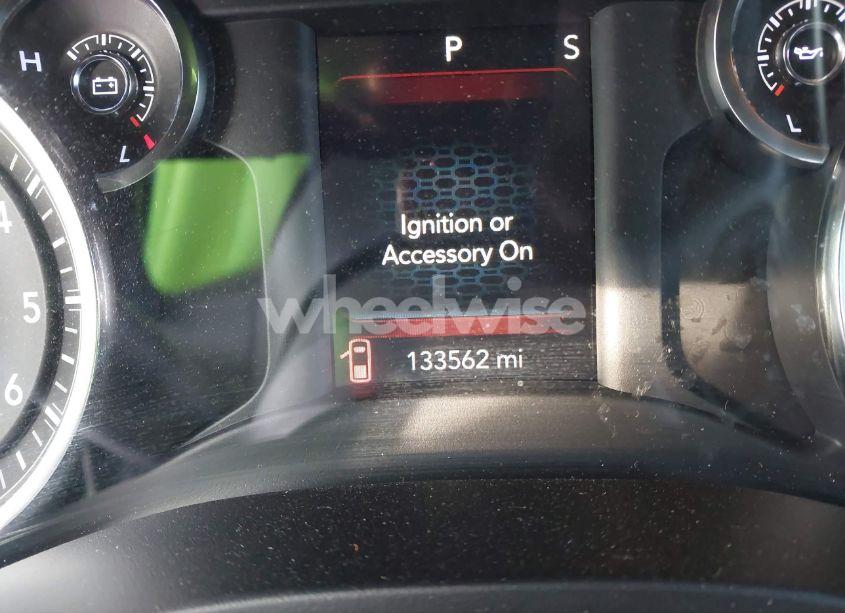 P S
H
L
L
4
5
6
Ignition or
Accessory On
wheelwise
133562 mi